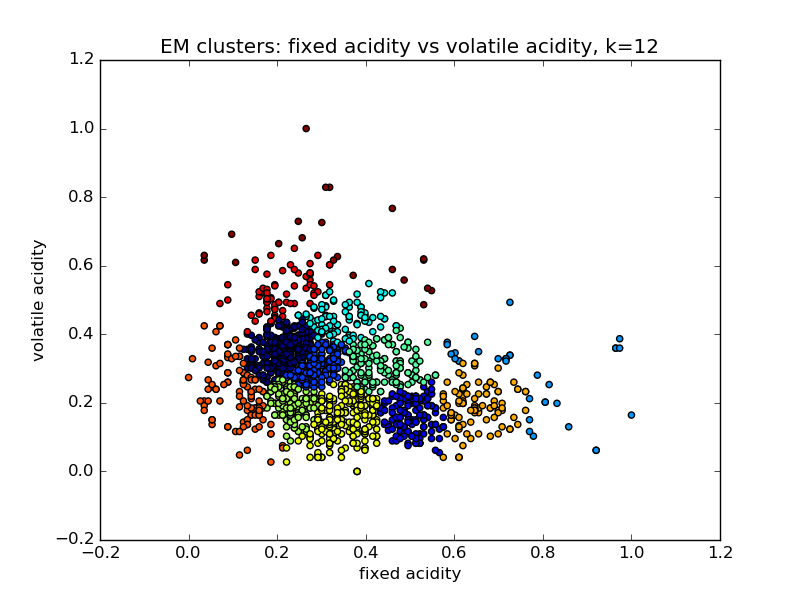 EM clusters: fixed acidity vs volatile acidity, k=12
1.2
1.0
0.8
0.6
0.4
0.2
0.0
−0.2
volatile acidity
−0.2 0.0 0.2 0.4 0.6 0.8 1.0 1.2
fixed acidity